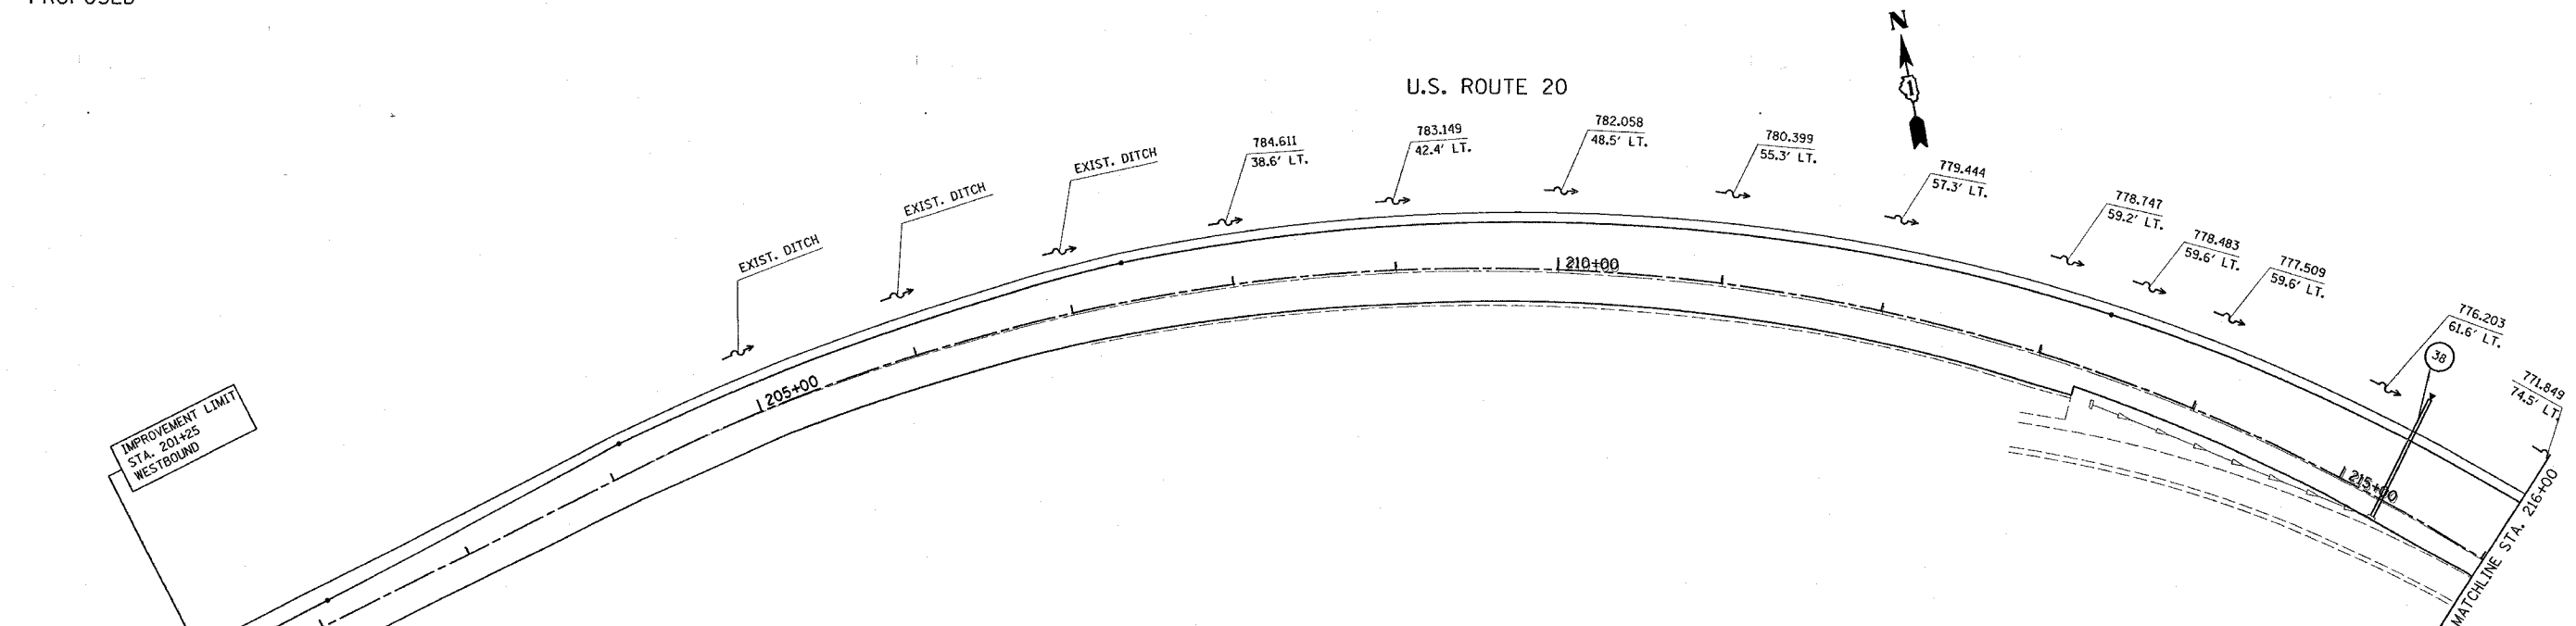 PROPOSED
N
1
U.S. ROUTE 20
EXIST. DITCH
EXIST. DITCH
EXIST. DITCH
784.611
38.6' LT.
783.149
42.4' LT.
782.058
48.5' LT.
780.399
55.3' LT.
779.444
57.3' LT.
778.747
59.2' LT.
778.483
59.6' LT.
777.509
59.6' LT.
776.203
61.6' LT.
38
771.849
74.5' LT.
IMPROVEMENT LIMIT
STA. 201+25
WESTBOUND
205+00
210+00
215+00
MATCHLINE STA. 216+00